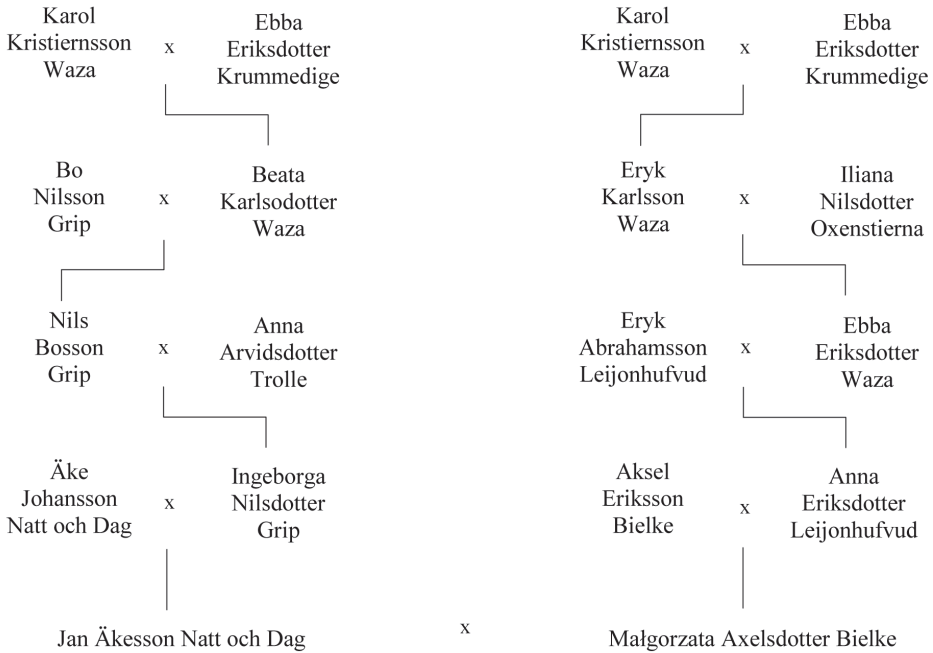 Karol
Kristiernsson
Waza
x
Ebba
Eriksdotter
Krummedige
Karol
Kristiernsson
Waza
x
Ebba
Eriksdotter
Krummedige
Bo
Nilsson
Grip
x
Beata
Karlsodotter
Waza
Eryk
Karlsson
Waza
x
Iliana
Nilsdotter
Oxenstierna
Nils
Bosson
Grip
x
Anna
Arvidsdotter
Trolle
Eryk
Abrahamsson
Leijonhufvud
x
Ebba
Eriksdotter
Waza
Äke
Johansson
Natt och Dag
x
Ingeborga
Nilsdotter
Grip
Aksel
Eriksson
Bielke
x
Anna
Eriksdotter
Leijonhufvud
Jan Äkesson Natt och Dag x Małgorzata Axelsdotter Bielke